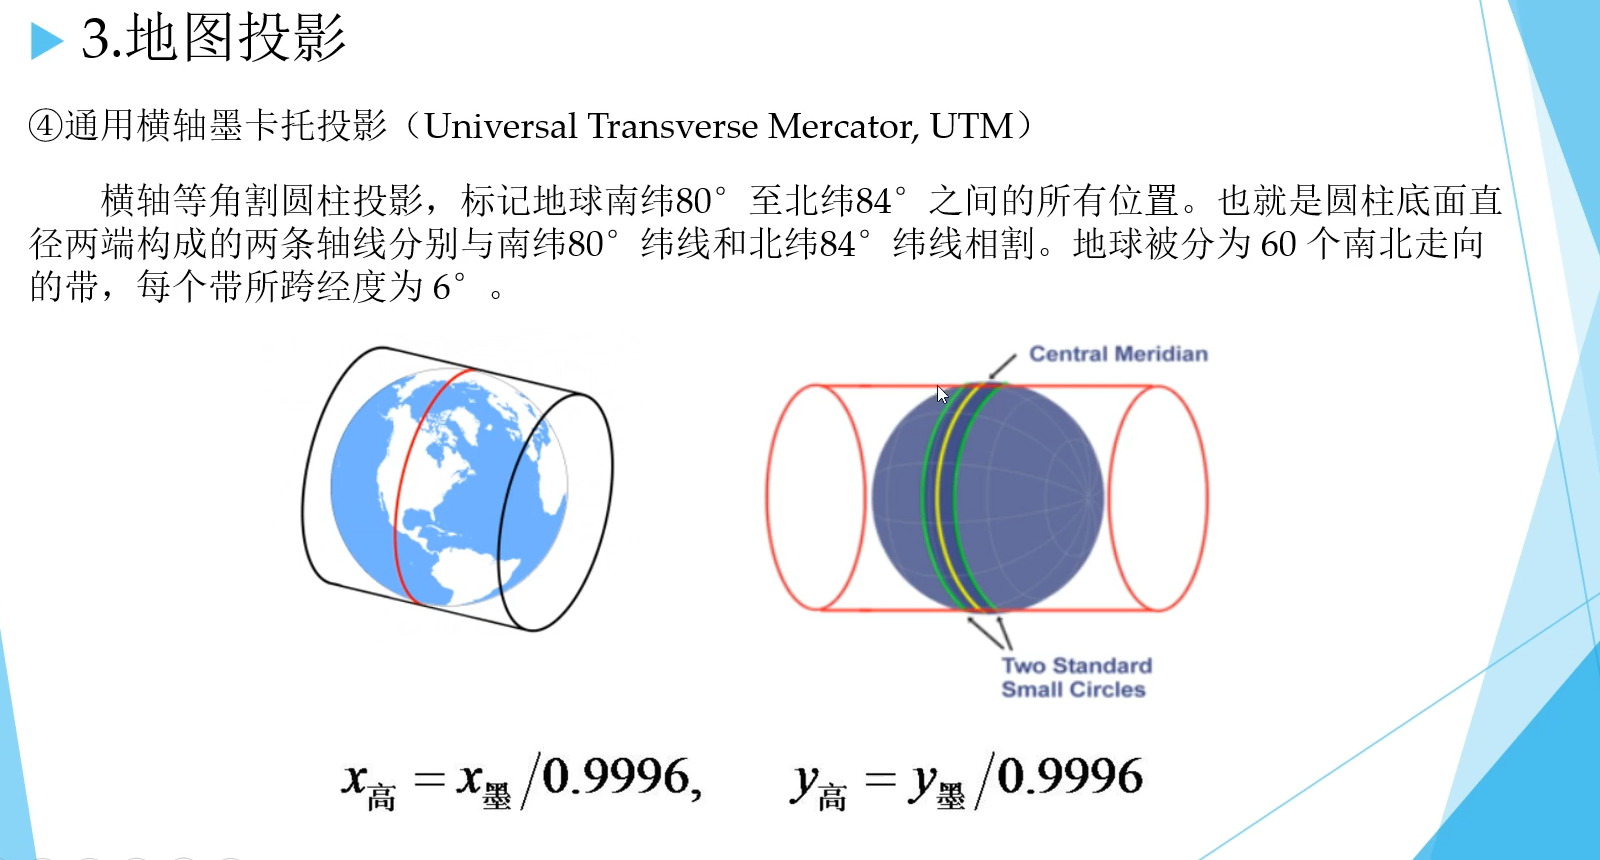 3.地图投影
④通用横轴墨卡托投影（Universal Transverse Mercator, UTM）
横轴等角割圆柱投影，标记地球南纬80°至北纬84°之间的所有位置。也就是圆柱底面直
径两端构成的两条轴线分别与南纬80°纬线和北纬84°纬线相割。地球被分为 60 个南北走向
的带，每个带所跨经度为 6°。
Central Meridian
Two Standard
Small Circles
x高 = x墨/0.9996, y高 = y墨/0.9996